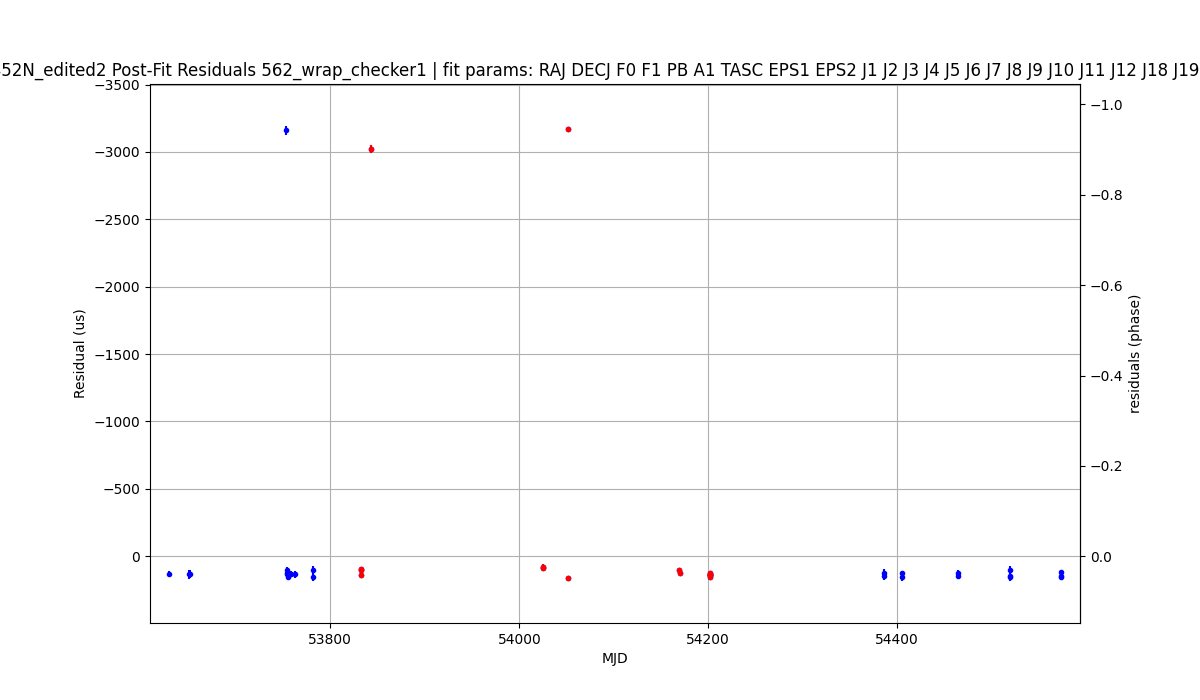 52N_edited2 Post-Fit Residuals 562_wrap_checker1 | fit params: RAJ DECJ F0 F1 PB A1 TASC EPS1 EPS2 J1 J2 J3 J4 J5 J6 J7 J8 J9 J10 J11 J12 J18 J19
−3500
−3000
−2500
−2000
−1500
−1000
−500
0
Residual (us)
−1.0
−0.8
−0.6
−0.4
−0.2
0.0
residuals (phase)
53800 54000 54200 54400
MJD